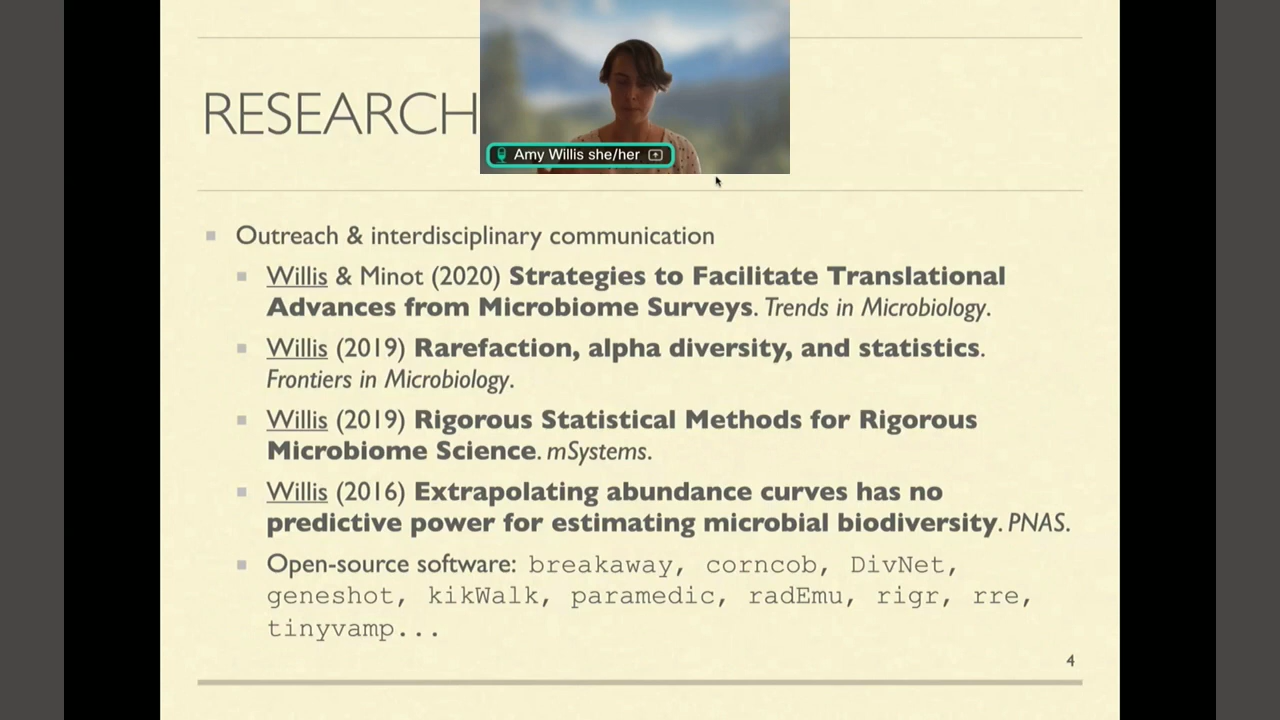 RESEARCH
Amy Willis she/her
Outreach & interdisciplinary communication
Willis & Minot (2020) Strategies to Facilitate Translational
Advances from Microbiome Surveys. Trends in Microbiology.
Willis (2019) Rarefaction, alpha diversity, and statistics.
Frontiers in Microbiology.
Willis (2019) Rigorous Statistical Methods for Rigorous
Microbiome Science. mSystems.
Willis (2016) Extrapolating abundance curves has no
predictive power for estimating microbial biodiversity. PNAS.
Open-source software: breakaway, corncob, DivNet,
geneshot, kikWalk, paramedic, radEmu, rigr, rre,
tinyvamp...
4